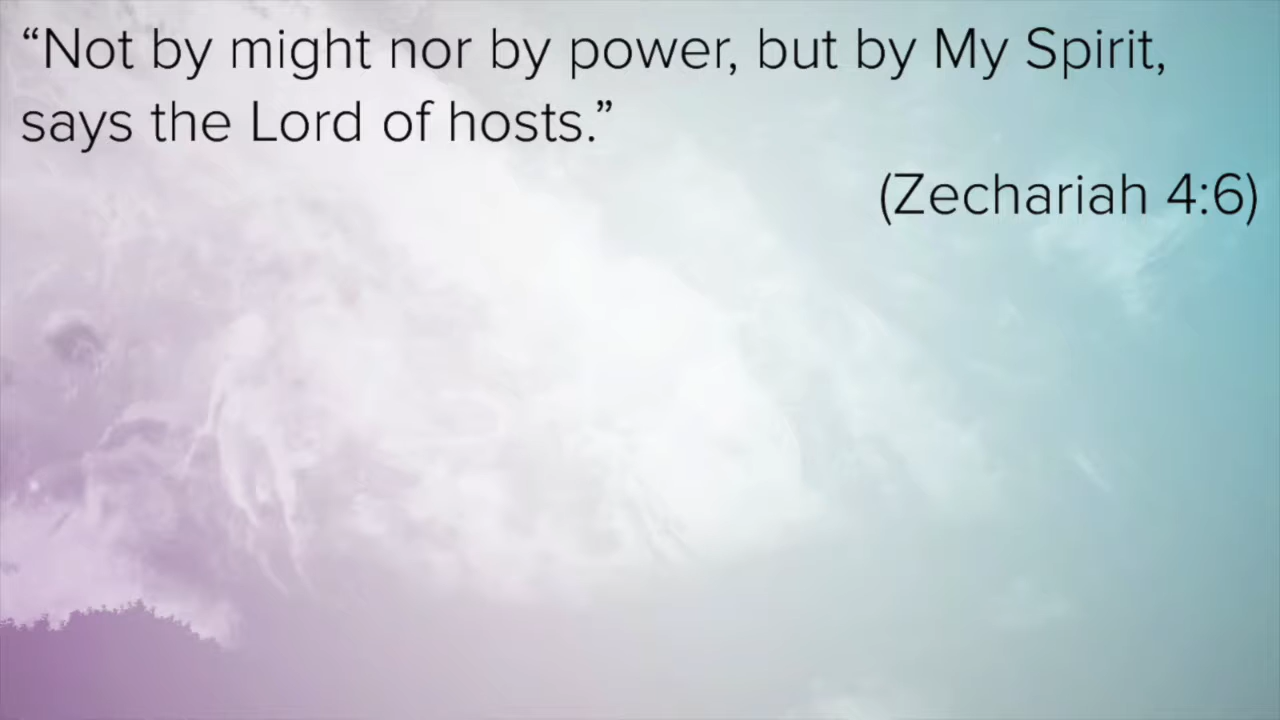 “Not by might nor by power, but by My Spirit,
says the Lord of hosts.”
(Zechariah 4:6)